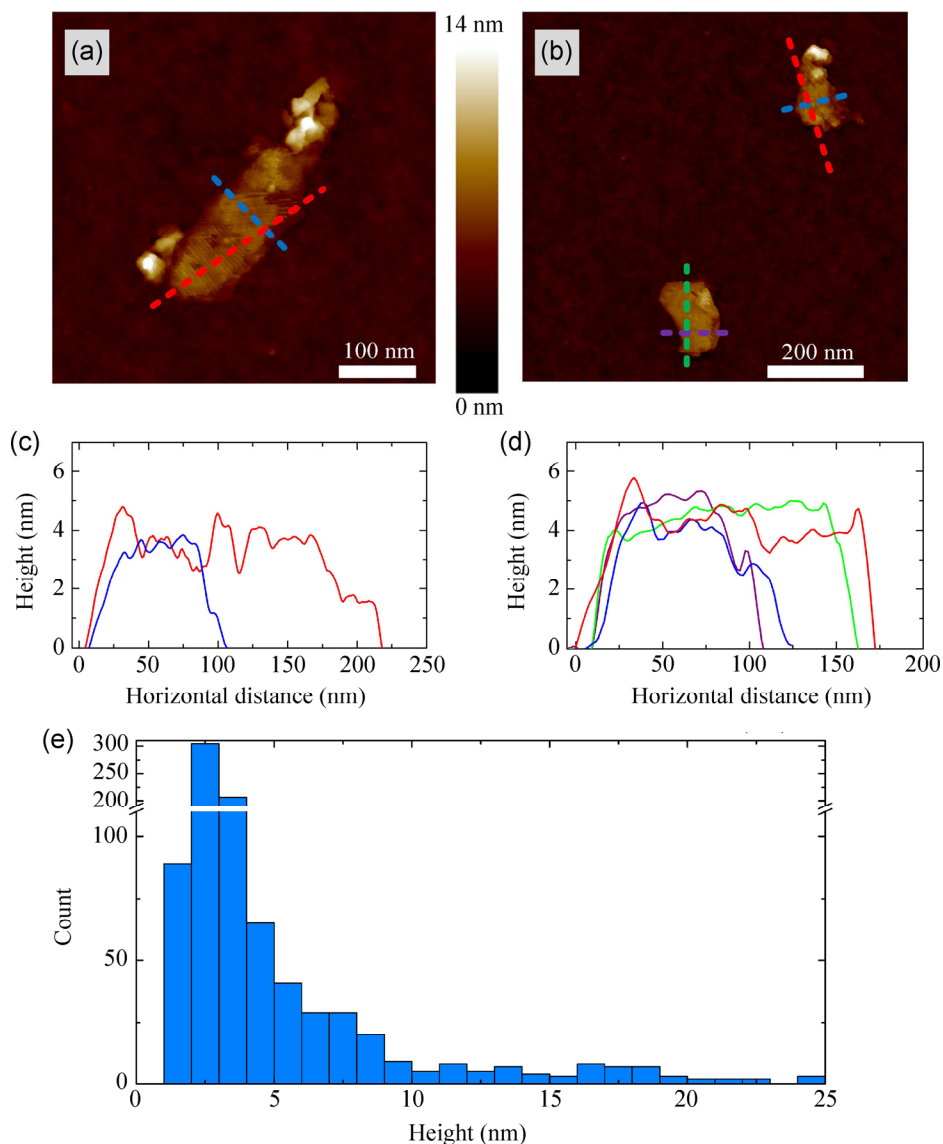 (a)
14 nm
(b)
100 nm
0 nm
200 nm
(c)
6
4
2
0
Height (nm)
0 50 100 150 200 250
Horizontal distance (nm)
(d)
6
4
2
0
Height (nm)
0 50 100 150 200
Horizontal distance (nm)
(e)
300
250
200
100
50
0
Count
0 5 10 15 20 25
Height (nm)